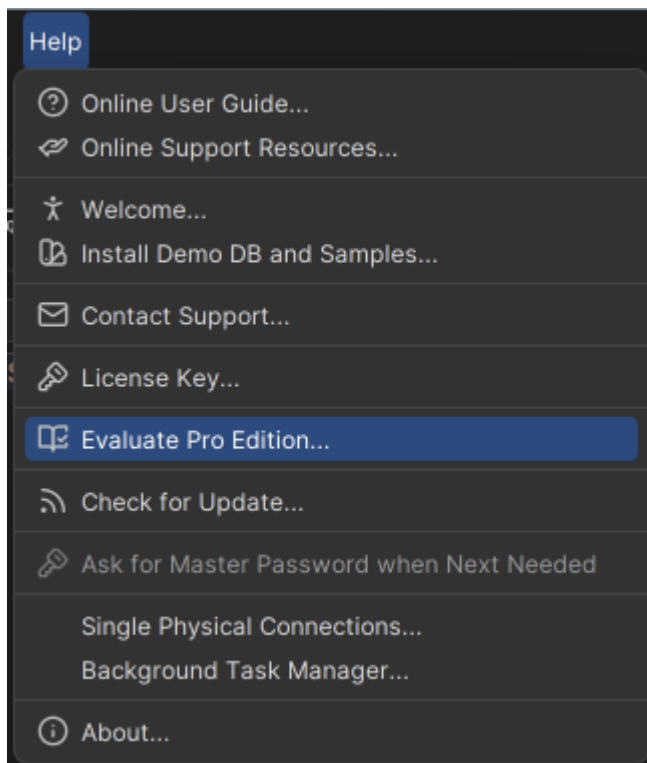 Help
Online User Guide...
Online Support Resources...
Welcome...
Install Demo DB and Samples...
Contact Support...
License Key...
Evaluate Pro Edition...
Check for Update...
Ask for Master Password when Next Needed
Single Physical Connections...
Background Task Manager...
About...